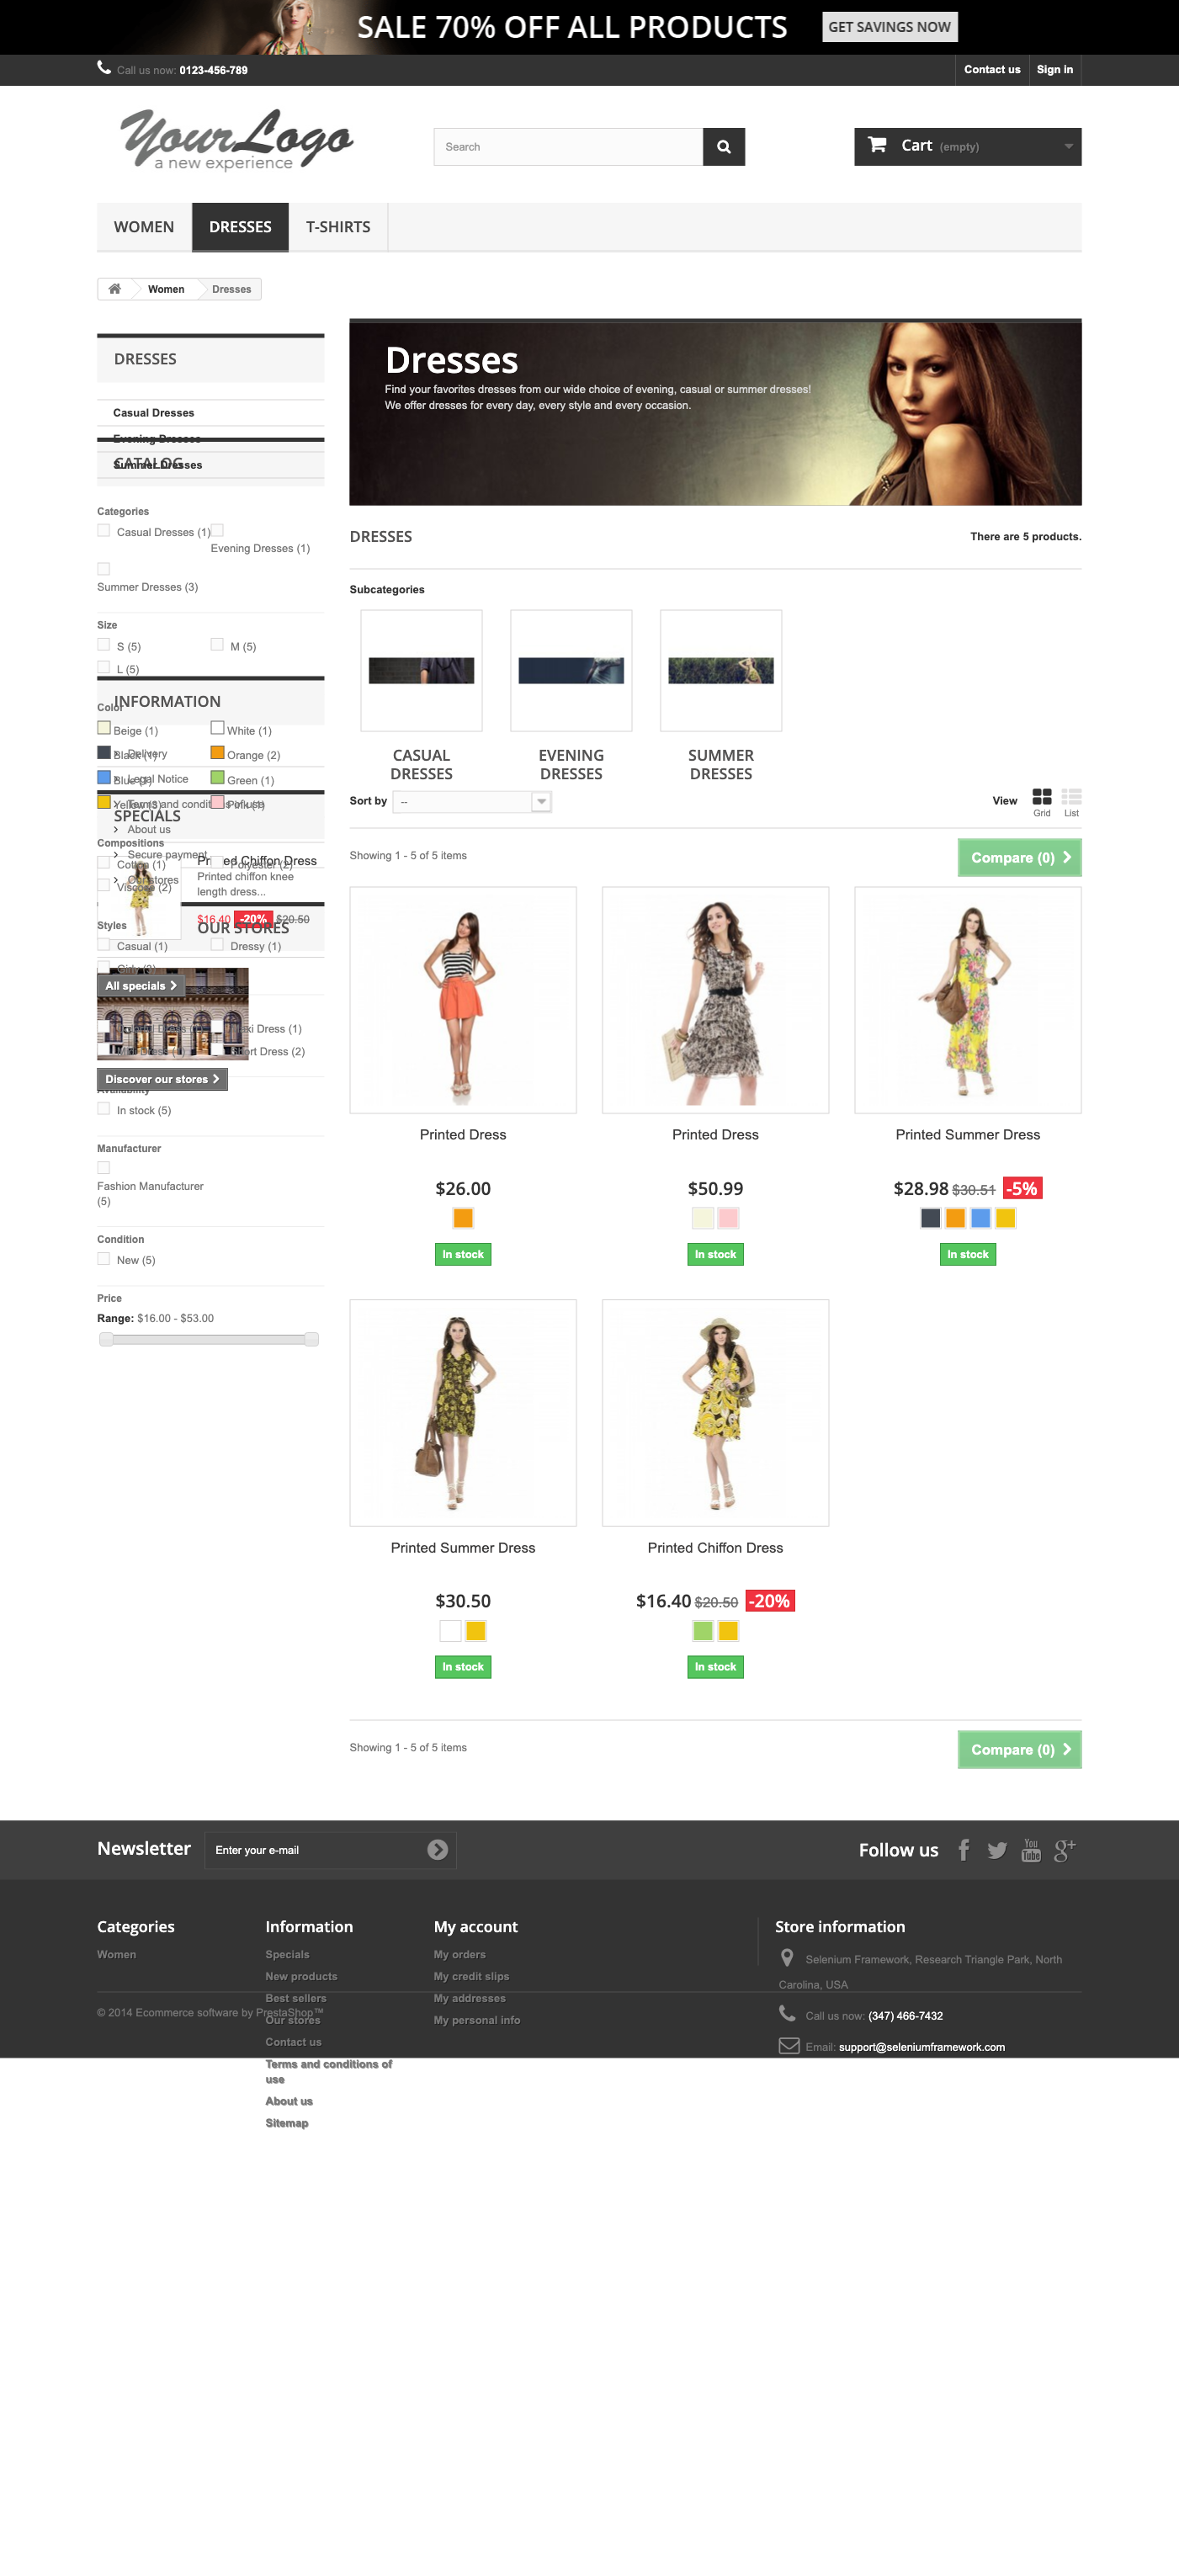 SALE 70% OFF ALL PRODUCTS
GET SAVINGS NOW
Call us now: 0123-456-789
Contact us
Sign in
YourLogo
a new experience
Search
Cart (empty)
WOMEN
DRESSES
T-SHIRTS
Women
Dresses
DRESSES
Casual Dresses
Evening Dresses
Summer Dresses
CATALOG
Categories
Casual Dresses (1)
Evening Dresses (1)
Summer Dresses (3)
Size
S (5)
M (5)
L (5)
INFORMATION
Color
Beige (1)
White (1)
Black (1)
Delivery
Orange (2)
Blue (1)
Legal Notice
Green (1)
Yellow (3)
Terms and conditions of use
Pink (1)
SPECIALS
About us
Compositions
Secure payment
Cotton (1)
Polyester (2)
Viscose (2)
Our stores
Printed Chiffon Dress
Printed chiffon knee
length dress...
$16.40 -20% $20.50
Styles
OUR STORES
Casual (1)
Dressy (1)
Girly (3)
All specials
Maxi Dress (1)
Short Dress (2)
Discover our stores
Availability
In stock (5)
Manufacturer
Fashion Manufacturer
(5)
Condition
New (5)
Price
Range: $16.00 - $53.00
Dresses
Find your favorites dresses from our wide choice of evening, casual or summer dresses!
We offer dresses for every day, every style and every occasion.
DRESSES
There are 5 products.
Subcategories
CASUAL
DRESSES
EVENING
DRESSES
SUMMER
DRESSES
Sort by
--
View
Grid
List
Showing 1 - 5 of 5 items
Compare (0)
Printed Dress
$26.00
In stock
Printed Dress
$50.99
In stock
Printed Summer Dress
$28.98 $30.51 -5%
In stock
Printed Summer Dress
$30.50
In stock
Printed Chiffon Dress
$16.40 $20.50 -20%
In stock
Showing 1 - 5 of 5 items
Compare (0)
Newsletter
Enter your e-mail
Follow us
You
Tube
Categories
Women
Information
Specials
New products
Best sellers
Our stores
Contact us
Terms and conditions of
use
About us
Sitemap
My account
My orders
My credit slips
My addresses
My personal info
Store information
Selenium Framework, Research Triangle Park, North
Carolina, USA
Call us now: (347) 466-7432
Email: support@seleniumframework.com
© 2014 Ecommerce software by PrestaShop™